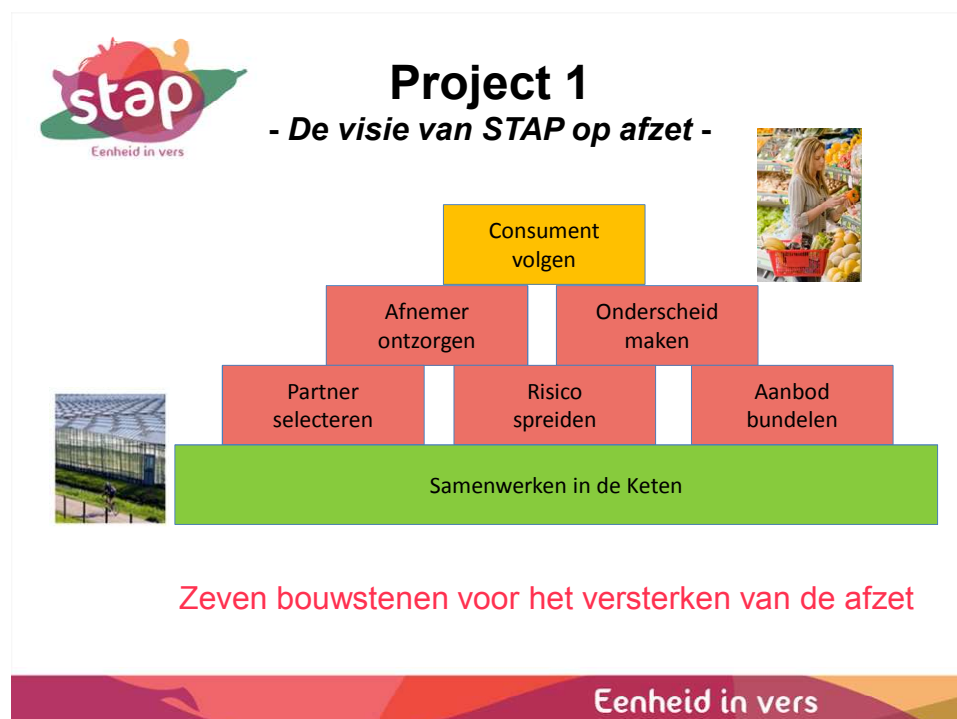 stap
Eenheid in vers
Project 1
- De visie van STAP op afzet -
Consument
volgen
Afnemer
ontzorgen
Onderscheid
maken
Partner
selecteren
Risico
spreiden
Aanbod
bundelen
Samenwerken in de Keten
Zeven bouwstenen voor het versterken van de afzet
Eenheid in vers